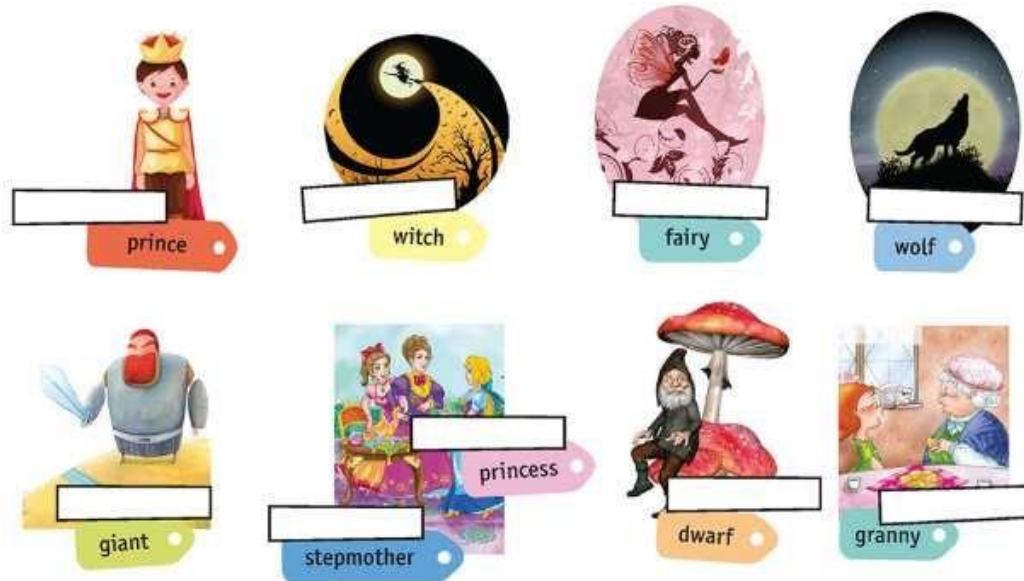 prince
witch
fairy
wolf
princess
giant
stepmother
dwarf
granny